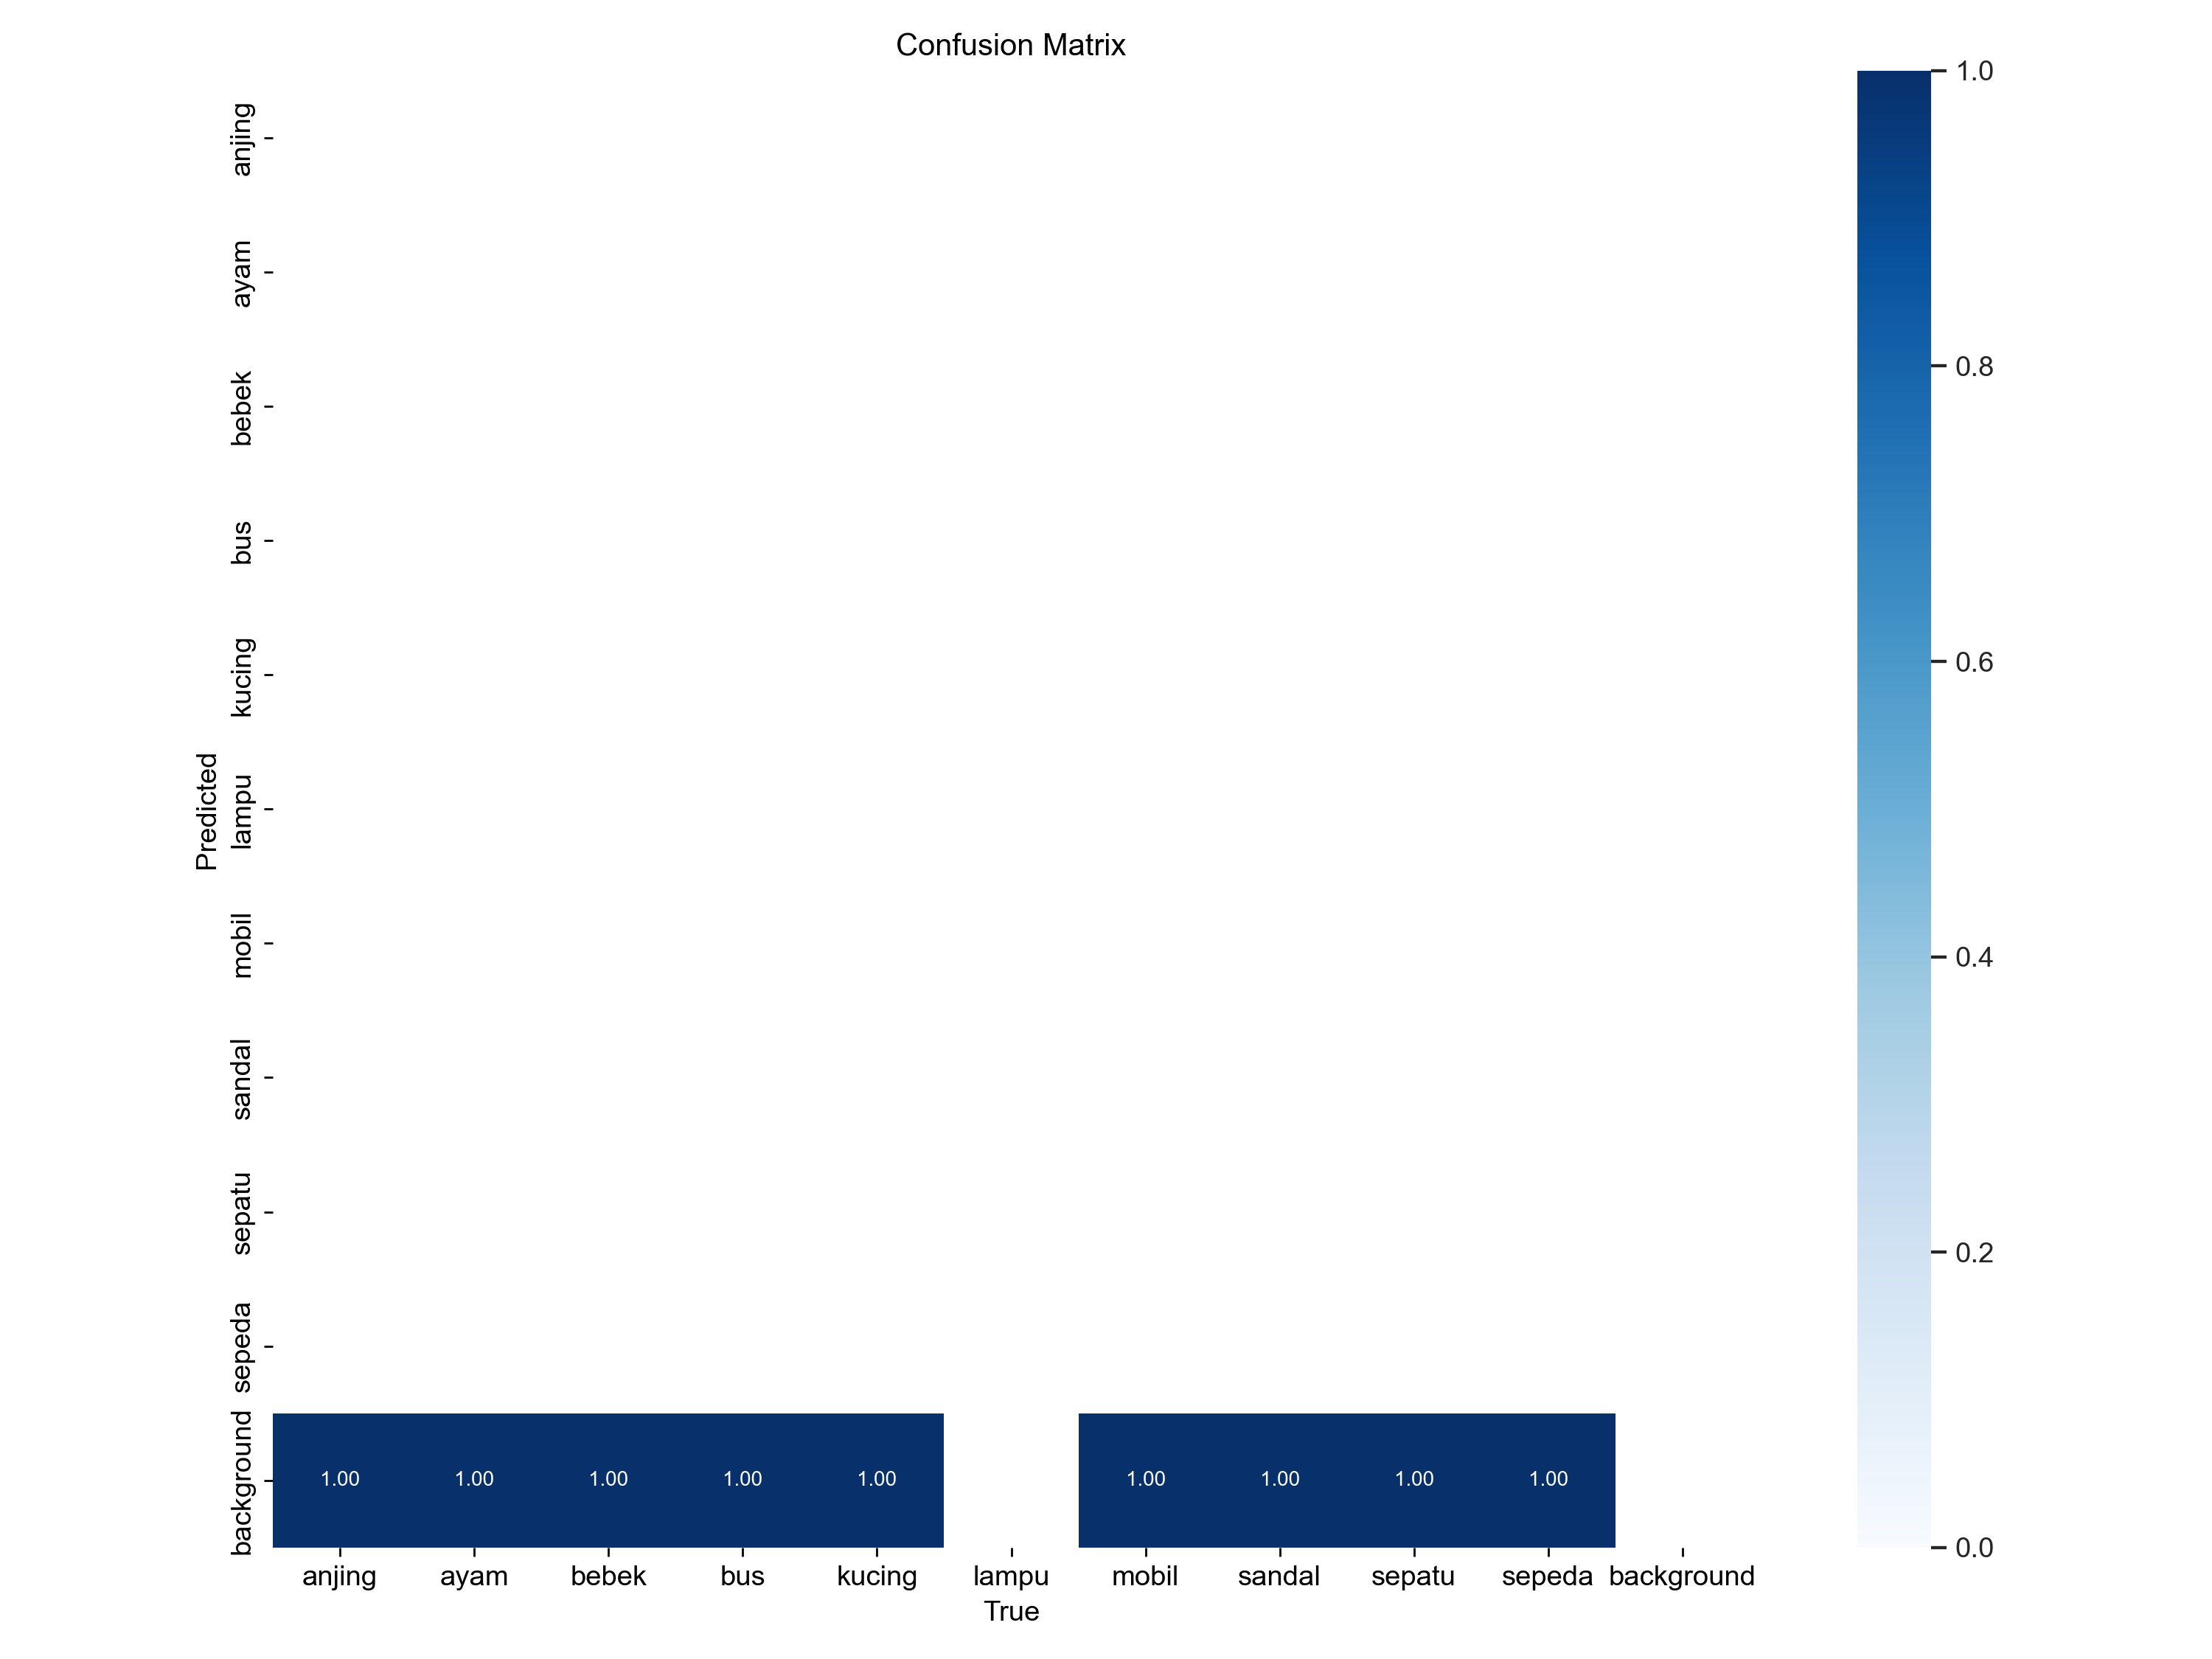 Confusion Matrix
anjing
ayam
bebek
bus
kucing
lampu
mobil
sandal
sepatu
sepeda
background
Predicted
1.00 1.00 1.00 1.00 1.00 1.00 1.00 1.00 1.00
anjing ayam bebek bus kucing lampu mobil sandal sepatu sepeda background
True
1.0
0.8
0.6
0.4
0.2
0.0